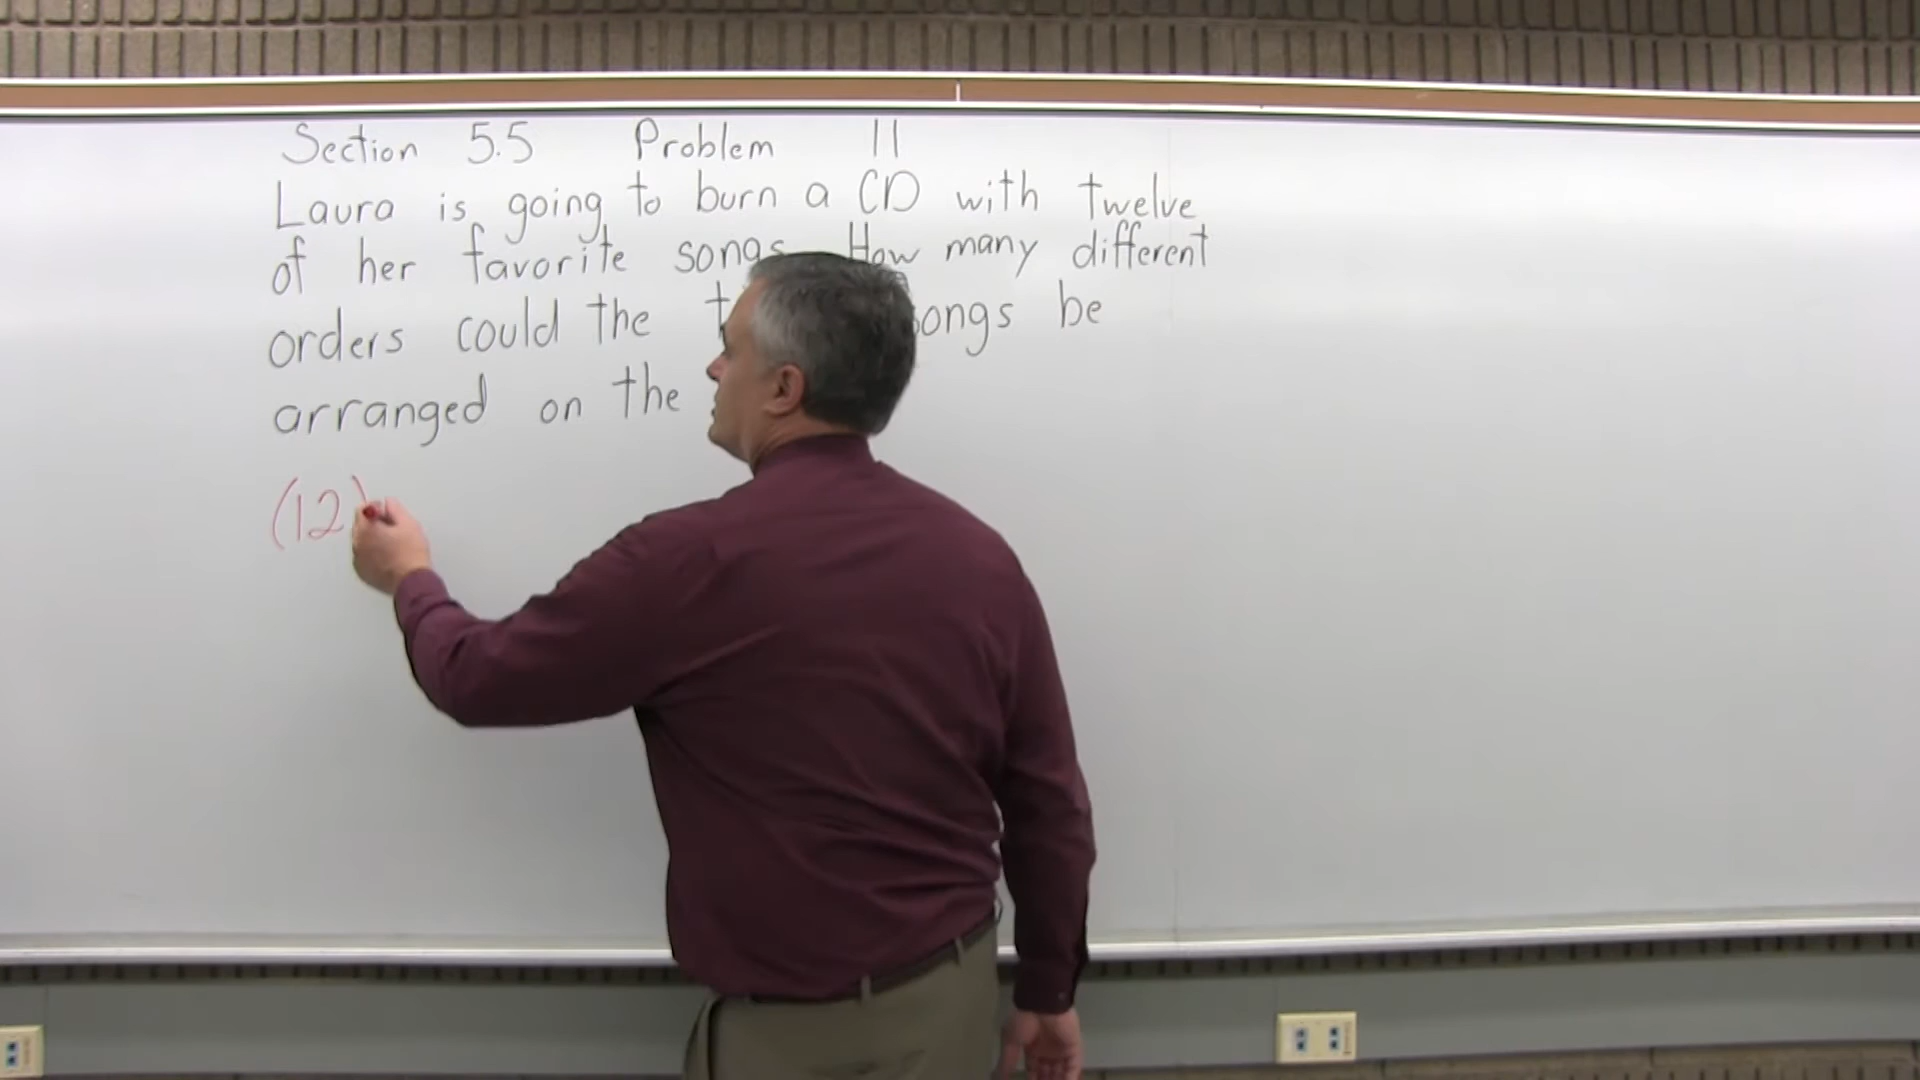 Section 5.5 Problem 11
Laura is going to burn a CD with twelve
of her favorite songs. How many different
orders could the songs be
arranged on the
(12)